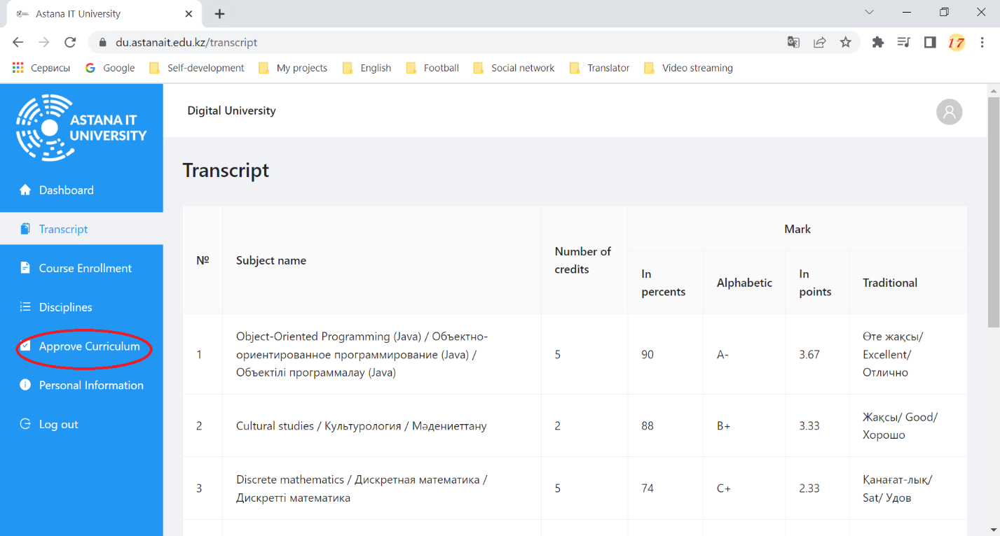 Astana IT University
du.astanait.edu.kz/transcript
17
Сервисы
Google
Self-development
My projects
English
Football
Social network
Translator
Video streaming
ASTANA IT
UNIVERSITY
Dashboard
Transcript
Course Enrollment
Disciplines
Approve Curriculum
Personal Information
Log out
Digital University
Transcript
№
Subject name
Number of
credits
Mark
In
percents
Alphabetic
In
points
Traditional
1
Object-Oriented Programming (Java) / Объектно-
ориентированное программирование (Java) /
Объектілі программалау (Java)
5
90
A-
3.67
Өте жақсы/
Excellent/
Отлично
2
Cultural studies / Культурология / Мәдениеттану
2
88
B+
3.33
Жақсы/ Good/
Хорошо
3
Discrete mathematics / Дискретная математика /
Дискретті математика
5
74
C+
2.33
Қанағат-лық/
Sat/ Удов